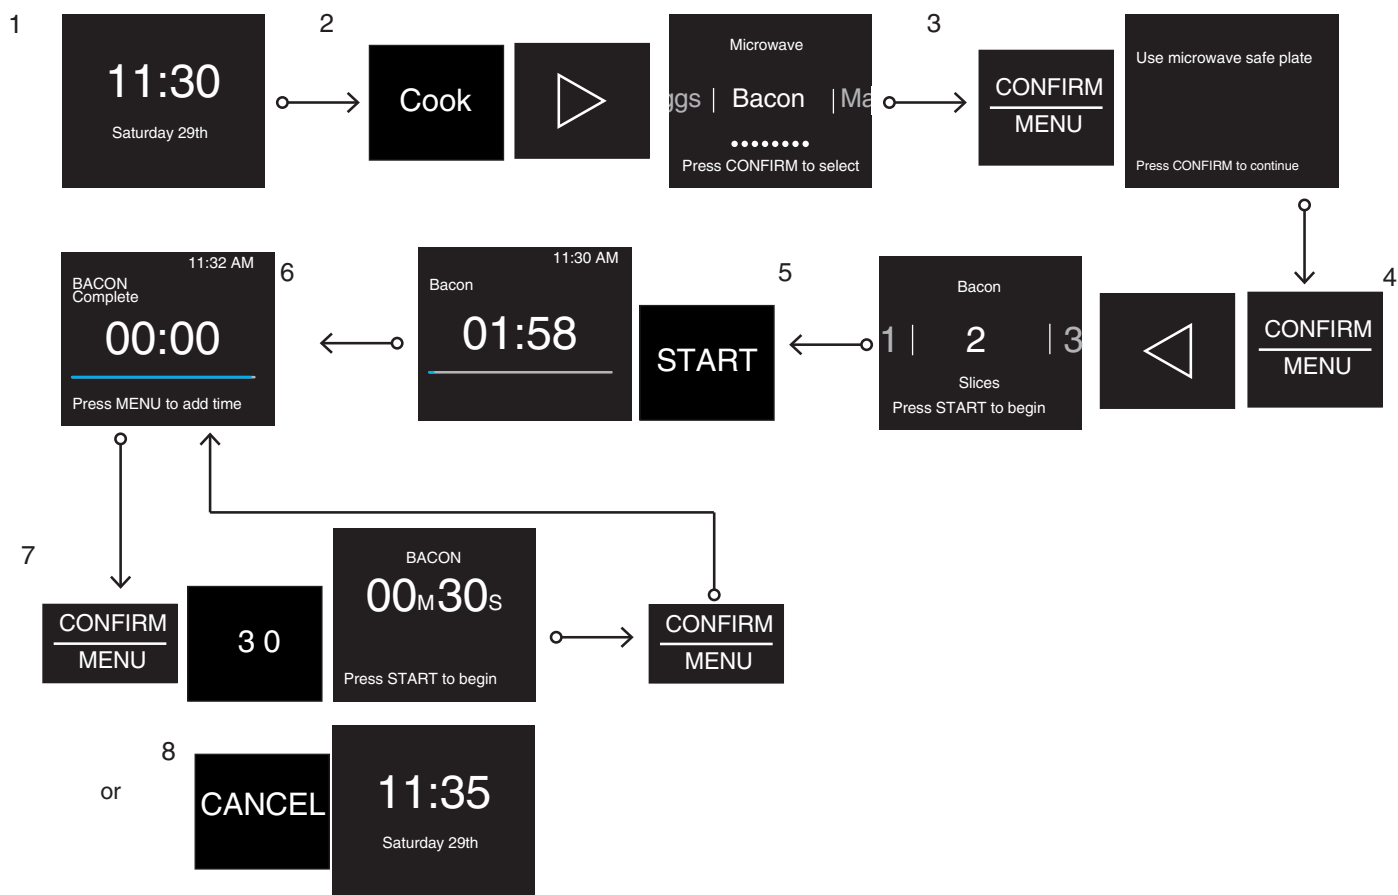 1
11:30
Saturday 29th
2
Cook
Microwave
ggs | Bacon | Ma
Press CONFIRM to select
3
CONFIRM
MENU
Use microwave safe plate
Press CONFIRM to continue
4
CONFIRM
MENU
Bacon
1 | 2 | 3
Slices
Press START to begin
5
START
11:30 AM
Bacon
01:58
6
11:32 AM
BACON
Complete
00:00
Press MENU to add time
7
CONFIRM
MENU
3 0
BACON
00M30S
Press START to begin
CONFIRM
MENU
or
8
CANCEL
11:35
Saturday 29th